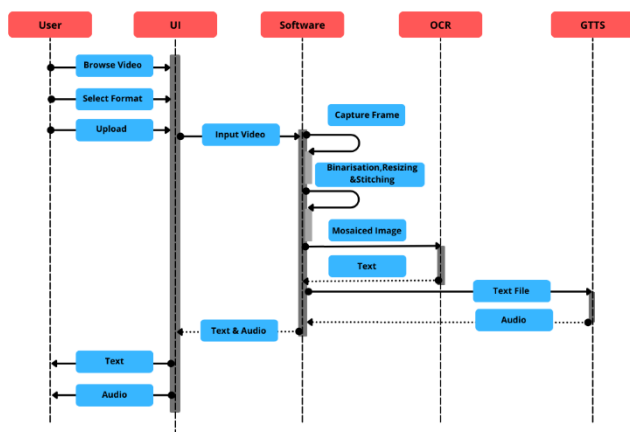 User
UI
Software
OCR
GTTS
Browse Video
Select Format
Upload
Input Video
Capture Frame
Binarisation,Resizing
&Stitching
Mosaiced Image
Text
Text File
Audio
Text & Audio
Text
Audio